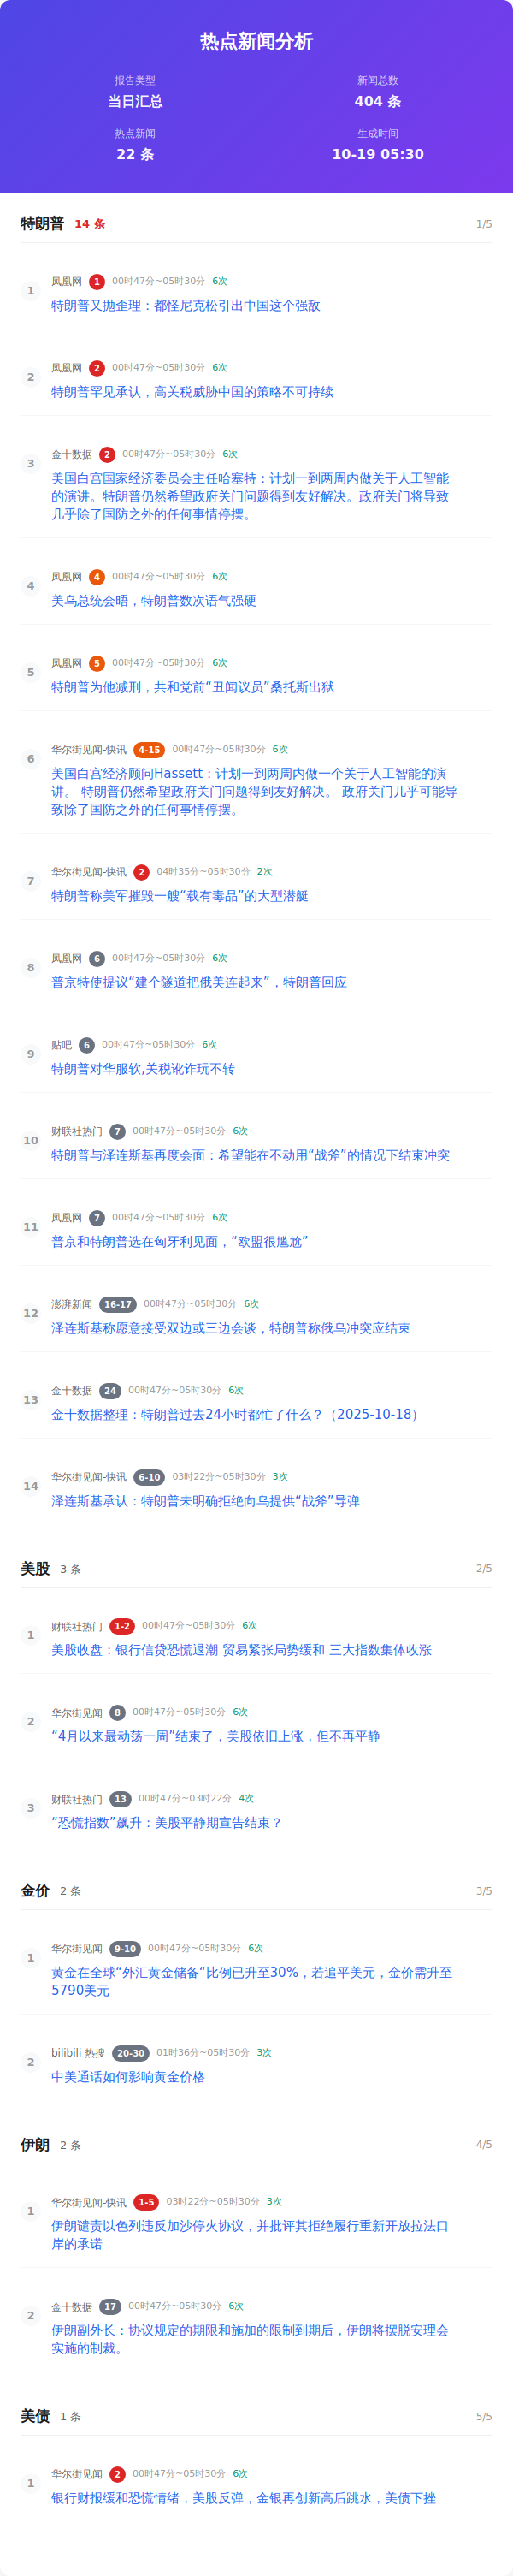 热点新闻分析
报告类型
当日汇总
新闻总数
404 条
热点新闻
22 条
生成时间
10-19 05:30
特朗普 14 条 1/5
1 凤凰网 1 00时47分~05时30分 6次
特朗普又抛歪理：都怪尼克松引出中国这个强敌
2 凤凰网 2 00时47分~05时30分 6次
特朗普罕见承认，高关税威胁中国的策略不可持续
3 金十数据 2 00时47分~05时30分 6次
美国白宫国家经济委员会主任哈塞特：计划一到两周内做关于人工智能
的演讲。特朗普仍然希望政府关门问题得到友好解决。政府关门将导致
几乎除了国防之外的任何事情停摆。
4 凤凰网 4 00时47分~05时30分 6次
美乌总统会晤，特朗普数次语气强硬
5 凤凰网 5 00时47分~05时30分 6次
特朗普为他减刑，共和党前“丑闻议员”桑托斯出狱
6 华尔街见闻-快讯 4-15 00时47分~05时30分 6次
美国白宫经济顾问Hassett：计划一到两周内做一个关于人工智能的演
讲。 特朗普仍然希望政府关门问题得到友好解决。 政府关门几乎可能导
致除了国防之外的任何事情停摆。
7 华尔街见闻-快讯 2 04时35分~05时30分 2次
特朗普称美军摧毁一艘“载有毒品”的大型潜艇
8 凤凰网 6 00时47分~05时30分 6次
普京特使提议“建个隧道把俄美连起来”，特朗普回应
9 贴吧 6 00时47分~05时30分 6次
特朗普对华服软,关税讹诈玩不转
10 财联社热门 7 00时47分~05时30分 6次
特朗普与泽连斯基再度会面：希望能在不动用“战斧”的情况下结束冲突
11 凤凰网 7 00时47分~05时30分 6次
普京和特朗普选在匈牙利见面，“欧盟很尴尬”
12 澎湃新闻 16-17 00时47分~05时30分 6次
泽连斯基称愿意接受双边或三边会谈，特朗普称俄乌冲突应结束
13 金十数据 24 00时47分~05时30分 6次
金十数据整理：特朗普过去24小时都忙了什么？（2025-10-18）
14 华尔街见闻-快讯 6-10 03时22分~05时30分 3次
泽连斯基承认：特朗普未明确拒绝向乌提供“战斧”导弹
美股 3 条 2/5
1 财联社热门 1-2 00时47分~05时30分 6次
美股收盘：银行信贷恐慌退潮 贸易紧张局势缓和 三大指数集体收涨
2 华尔街见闻 8 00时47分~05时30分 6次
“4月以来最动荡一周”结束了，美股依旧上涨，但不再平静
3 财联社热门 13 00时47分~03时22分 4次
“恐慌指数”飙升：美股平静期宣告结束？
金价 2 条 3/5
1 华尔街见闻 9-10 00时47分~05时30分 6次
黄金在全球“外汇黄金储备“比例已升至30%，若追平美元，金价需升至
5790美元
2 bilibili 热搜 20-30 01时36分~05时30分 3次
中美通话如何影响黄金价格
伊朗 2 条 4/5
1 华尔街见闻-快讯 1-5 03时22分~05时30分 3次
伊朗谴责以色列违反加沙停火协议，并批评其拒绝履行重新开放拉法口
岸的承诺
2 金十数据 17 00时47分~05时30分 6次
伊朗副外长：协议规定的期限和施加的限制到期后，伊朗将摆脱安理会
实施的制裁。
美债 1 条 5/5
1 华尔街见闻 2 00时47分~05时30分 6次
银行财报缓和恐慌情绪，美股反弹，金银再创新高后跳水，美债下挫